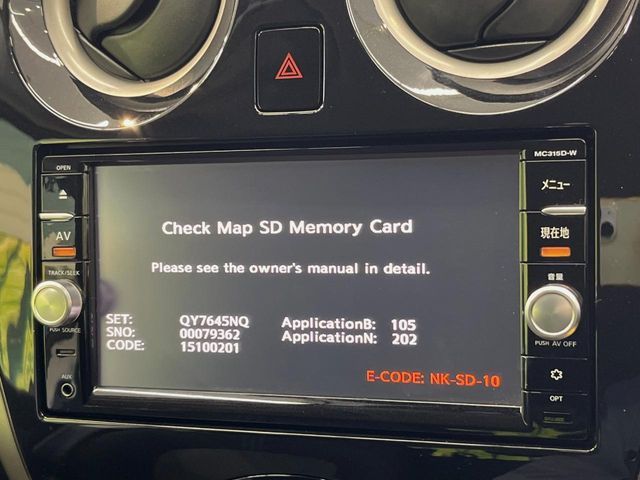 OPEN
MC315D-W
メニュー
AV
現在地
TRACK/SEEK
音量
PUSH SOURCE
PUSH AV OFF
AUX
OPT
Check Map SD Memory Card
Please see the owner's manual in detail.
SET: QY7645NQ ApplicationB: 105
SNO: 00079362 ApplicationN: 202
CODE: 15100201
E-CODE: NK-SD-10